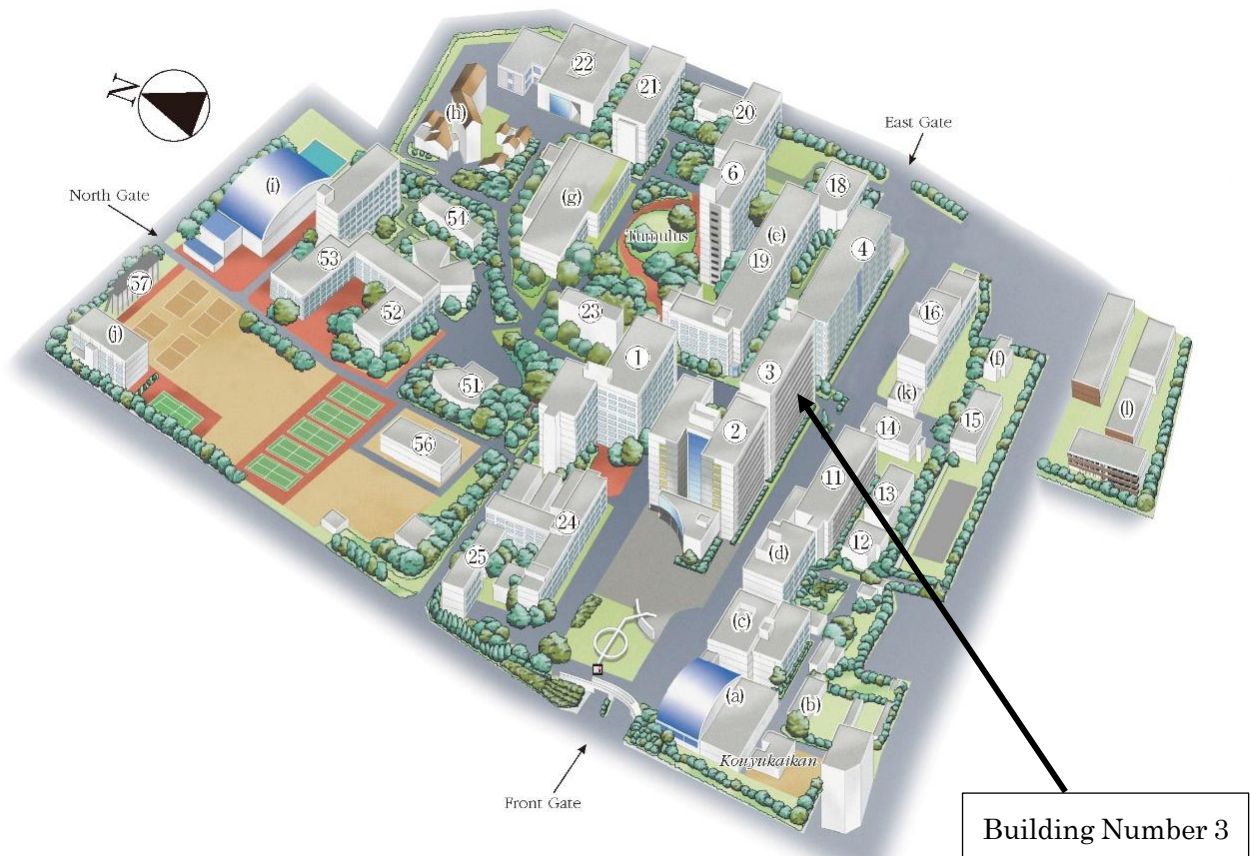 N
22
21
20
East Gate
(h)
6
18
North Gate
(i)
54
(g)
Tumulus
(e)
4
53
19
57
52
23
16
(j)
1
(f)
51
3
(k)
(l)
2
14
15
56
11
13
24
12
25
(d)
(c)
(a)
(b)
Kouyukaikan
Front Gate
Building Number 3